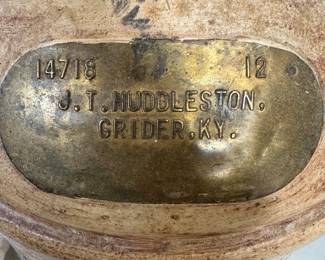 14718 12
J.T. HUDDLESTON,
GRIDER, KY.